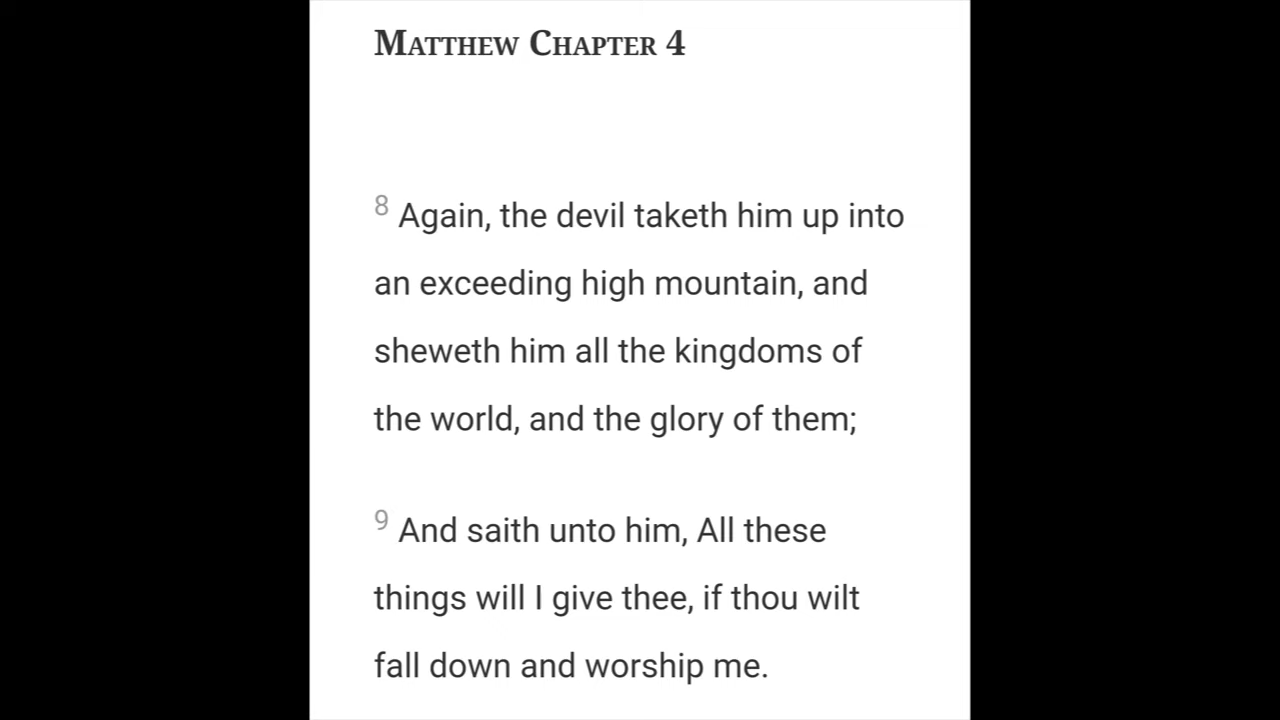 Matthew Chapter 4
8 Again, the devil taketh him up into
an exceeding high mountain, and
sheweth him all the kingdoms of
the world, and the glory of them;
9 And saith unto him, All these
things will I give thee, if thou wilt
fall down and worship me.